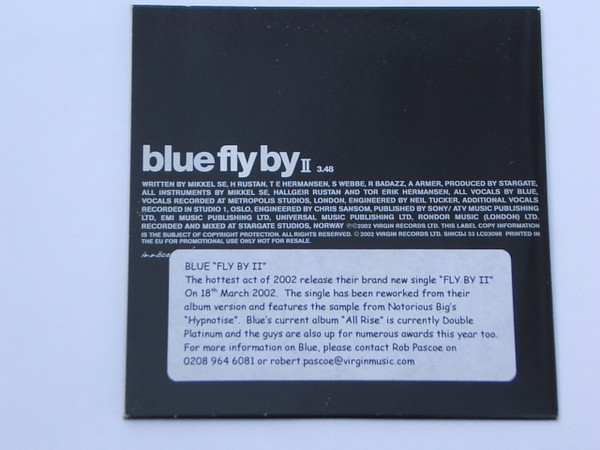 blue fly by II 3.48
WRITTEN BY MIKKEL SE, H RUSTAN, T E HERMANSEN, S WEBBE, R BADAZZ, A ARMER, PRODUCED BY STARGATE,
ALL INSTRUMENTS BY MIKKEL SE, HALLGEIR RUSTAN AND TOR ERIK HERMANSEN, ALL VOCALS BY BLUE,
VOCALS RECORDED AT METROPOLIS STUDIOS, LONDON, ENGINEERED BY NEIL TUCKER, ADDITIONAL VOCALS
RECORDED IN STUDIO 1, OSLO, ENGINEERED BY CHRIS SANSOM, PUBLISHED BY SONY/ ATV MUSIC PUBLISHING
LTD, EMI MUSIC PUBLISHING LTD, UNIVERSAL MUSIC PUBLISHING LTD, RONDOR MUSIC (LONDON) LTD.
RECORDED AND MIXED AT STARGATE STUDIOS, NORWAY ℗©2002 VIRGIN RECORDS LTD. THIS LABEL COPY INFORMATION
IS THE SUBJECT OF COPYRIGHT PROTECTION. ALL RIGHTS RESERVED. ©2002 VIRGIN RECORDS LTD. SINCDJ 33 LC03098 PRINTED IN
THE EU FOR PROMOTIONAL USE ONLY NOT FOR RESALE.
BLUE "FLY BY II"
The hottest act of 2002 release their brand new single "FLY BY II"
On 18th March 2002. The single has been reworked from their
album version and features the sample from Notorious Big's
"Hypnotise". Blue's current album "All Rise" is currently Double
Platinum and the guys are also up for numerous awards this year too.
For more information on Blue, please contact Rob Pascoe on
0208 964 6081 or robert.pascoe@virginmusic.com